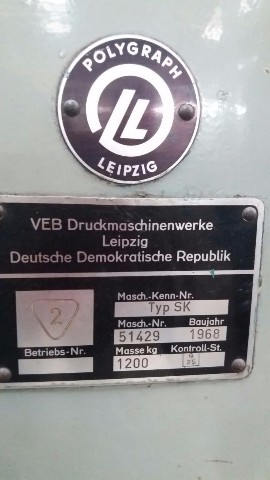 POLYGRAPH
LEIPZIG
VEB Druckmaschinenwerke
Leipzig
Deutsche Demokratische Republik
2
Betriebs-Nr.
Masch.-Kenn-Nr.
Typ SK
Masch.-Nr. Baujahr
51429 1968
Masse kg Kontroll-St.
1200